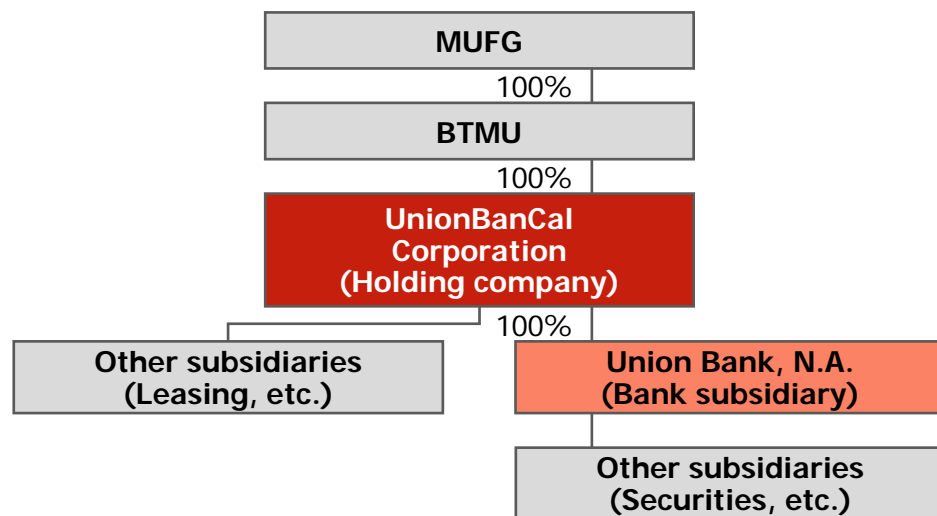 MUFG
100%
BTMU
100%
UnionBanCal
Corporation
(Holding company)
100%
Other subsidiaries
(Leasing, etc.)
Union Bank, N.A.
(Bank subsidiary)
Other subsidiaries
(Securities, etc.)